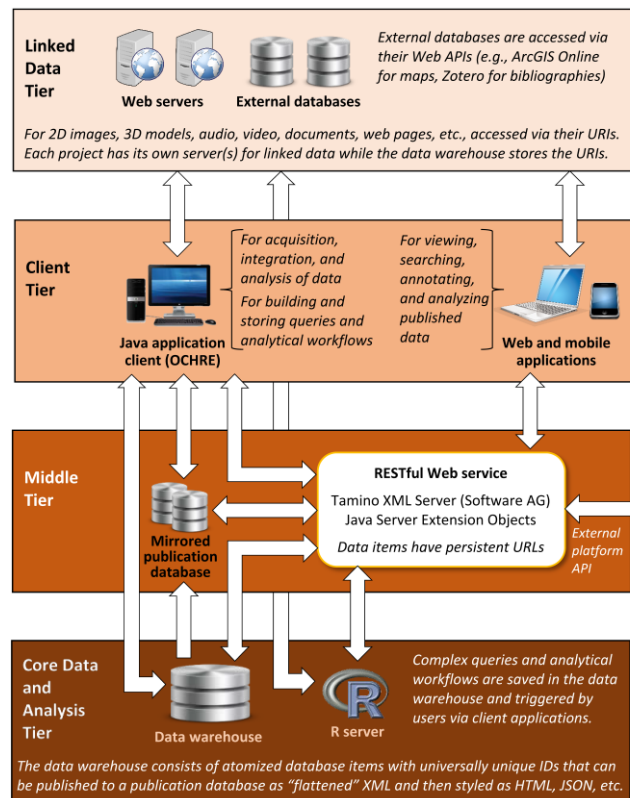 Linked
Data
Tier
Web servers
External databases
External databases are accessed via
their Web APIs (e.g., ArcGIS Online
for maps, Zotero for bibliographies)
For 2D images, 3D models, audio, video, documents, web pages, etc., accessed via their URIs.
Each project has its own server(s) for linked data while the data warehouse stores the URIs.
Client
Tier
Java application
client (OCHRE)
For acquisition,
integration, and
analysis of data
For building and
storing queries and
analytical workflows
For viewing,
searching,
annotating,
and analyzing
published
data
Web and mobile
applications
Middle
Tier
Mirrored
publication
database
RESTful Web service
Tamino XML Server (Software AG)
Java Server Extension Objects
Data items have persistent URLs
External
platform
API
Core Data
and
Analysis
Tier
Data warehouse
R
R server
Complex queries and analytical
workflows are saved in the data
warehouse and triggered by
users via client applications.
The data warehouse consists of atomized database items with universally unique IDs that can
be published to a publication database as “flattened” XML and then styled as HTML, JSON, etc.